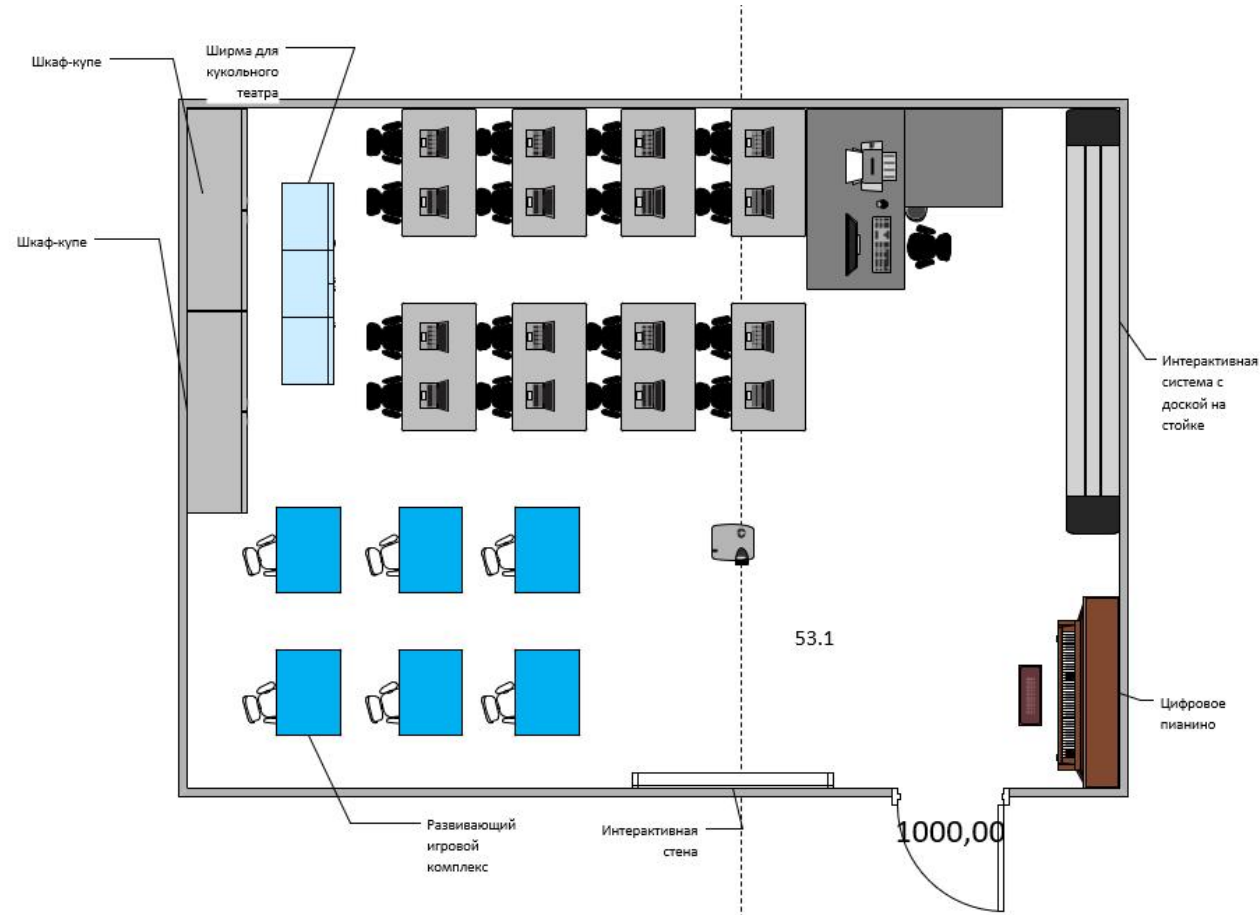 Шкаф-купе
Ширма для
кукольного
театра
Шкаф-купе
Интерактивная
система с
доской на
стойке
53.1
Цифровое
пианино
Развивающий
игровой
комплекс
Интерактивная
стена
1000,00